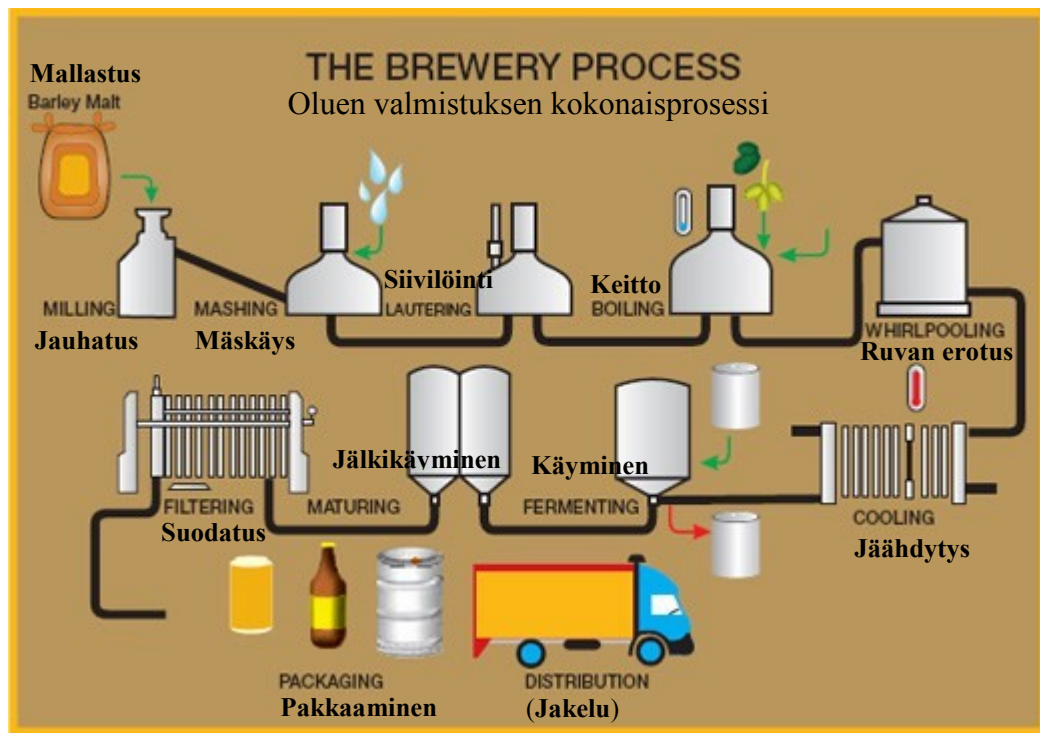 THE BREWERY PROCESS
Oluen valmistuksen kokonaisprosessi
Mallastus
Barley Malt
MILLING
Jauhatus
MASHING
Mäskäys
Siivilöinti
LAUTERING
Keitto
BOILING
WHIRLPOOLING
Ruvan erotus
COOLING
Jäähdytys
Käyminen
FERMENTING
Jälkikäyminen
MATURING
FILTERING
Suodatus
PACKAGING
Pakkaaminen
DISTRIBUTION
(Jakelu)